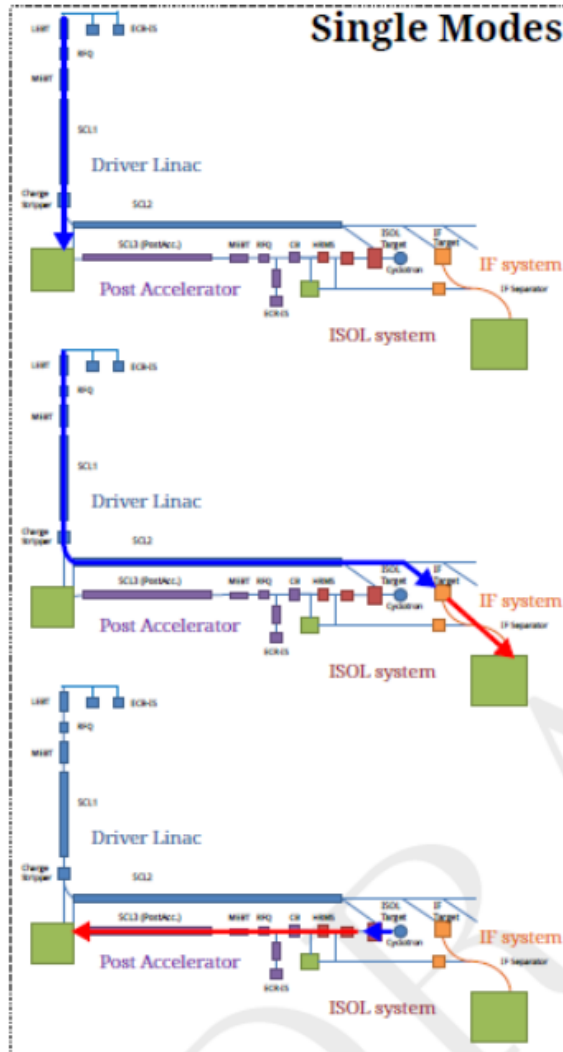 Single Modes
LEBT
ECR-IS
RFQ
MEBT
SCL1
Driver Linac
Charge
Stripper
SCL2
ISOL
Target
IF
Target
SCL3 (PostAcc.)
MEBT
RFQ
CB
HRMS
Cyclotron
IF system
IF Separator
Post Accelerator
ECR-IS
ISOL system
LEBT
ECR-IS
RFQ
MEBT
SCL1
Driver Linac
Charge
Stripper
SCL2
ISOL
Target
IF
Target
SCL3 (PostAcc.)
MEBT
RFQ
CB
HRMS
Cyclotron
IF system
IF Separator
Post Accelerator
ECR-IS
ISOL system
LEBT
ECR-IS
RFQ
MEBT
SCL1
Driver Linac
Charge
Stripper
SCL2
ISOL
Target
IF
Target
SCL3 (PostAcc.)
MEBT
RFQ
CB
HRMS
Cyclotron
IF system
IF Separator
Post Accelerator
ECR-IS
ISOL system